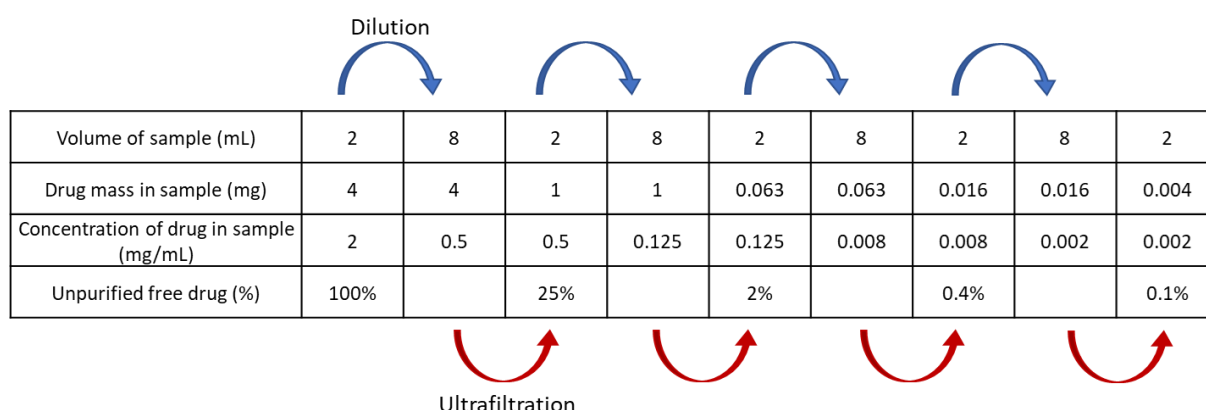 Dilution
Volume of sample (mL) 2 8 2 8 2 8 2 8 2
Drug mass in sample (mg) 4 4 1 1 0.063 0.063 0.016 0.016 0.004
Concentration of drug in sample
(mg/mL) 2 0.5 0.5 0.125 0.125 0.008 0.008 0.002 0.002
Unpurified free drug (%) 100% 25% 2% 0.4% 0.1%
Ultrafiltration